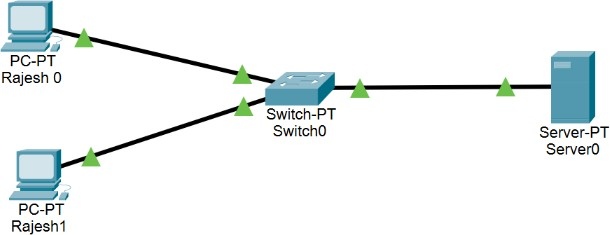 PC-PT
Rajesh 0
Switch-PT
Switch0
Server-PT
Server0
PC-PT
Rajesh1